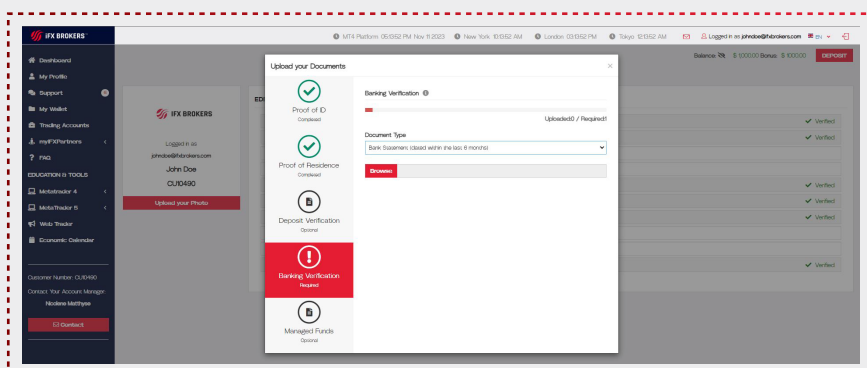 IFX BROKERS
MT4 Platform 05:13:52 PM Nov 11 2023 New York 10:13:52 AM London 03:13:52 PM Tokyo 12:13:52 AM Logged in as johndoe@ifxbrokers.com EN
Balance: $ 1,000.00 Bonus: $ 1000.00 DEPOSIT
Dashboard
My Profile
Support
My Wallet
Trading Accounts
myIFXPartners
FAQ
EDUCATION & TOOLS
Metatrader 4
MetaTrader 5
Web Trader
Economic Calendar
Customer Number: CU10490
Contact Your Account Manager:
Nicolene Matthyse
Contact
IFX BROKERS
Logged in as
johndoe@ifxbrokers.com
John Doe
CU10490
Upload your Photo
EDI
Upload your Documents ×
Proof of ID
Completed
Proof of Residence
Completed
Deposit Verification
Optional
Banking Verification
Required
Managed Funds
Optional
Banking Verification
Uploaded:0 / Required:1
Document Type
Bank Statement (dated within the last 6 months)
Browse
Verified
Verified
Verified
Verified
Verified
Verified